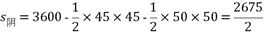 s阴 = 3600 - 1/2 × 45 × 45 - 1/2 × 50 × 50 = 2675/2